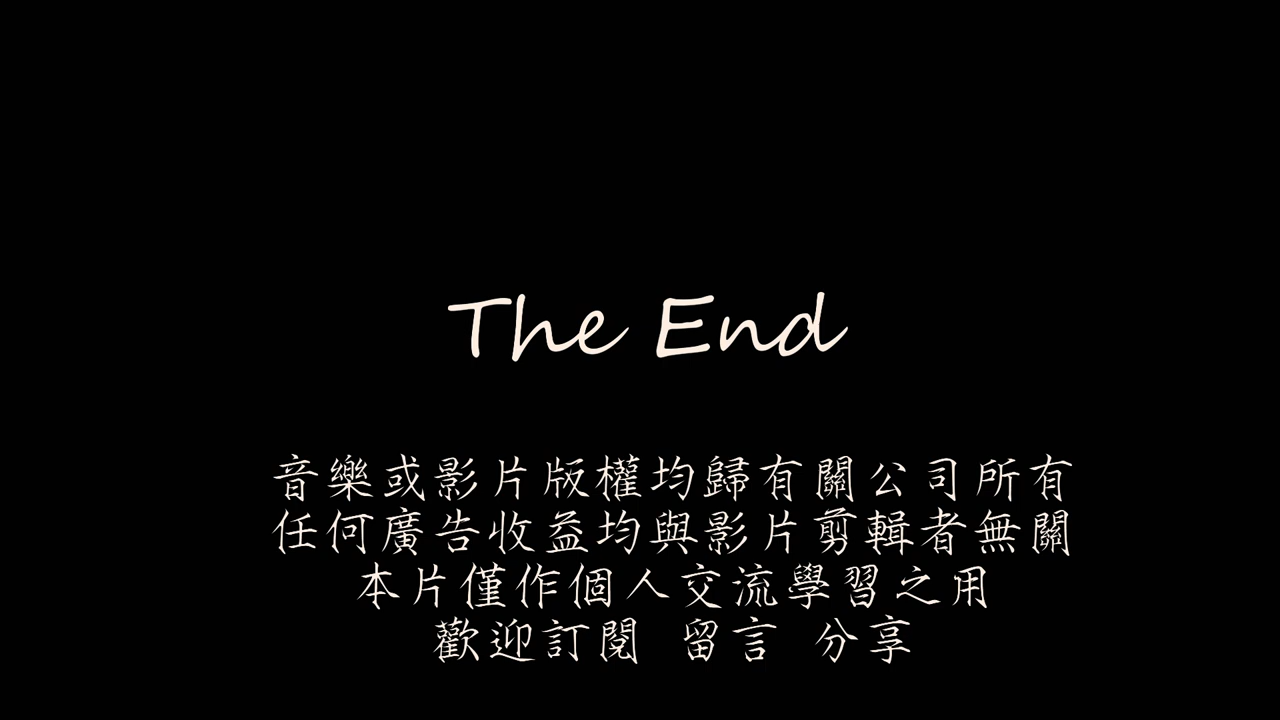 The End
音樂或影片版權均歸有關公司所有
任何廣告收益均與影片剪輯者無關
本片僅作個人交流學習之用
歡迎訂閱 留言 分享